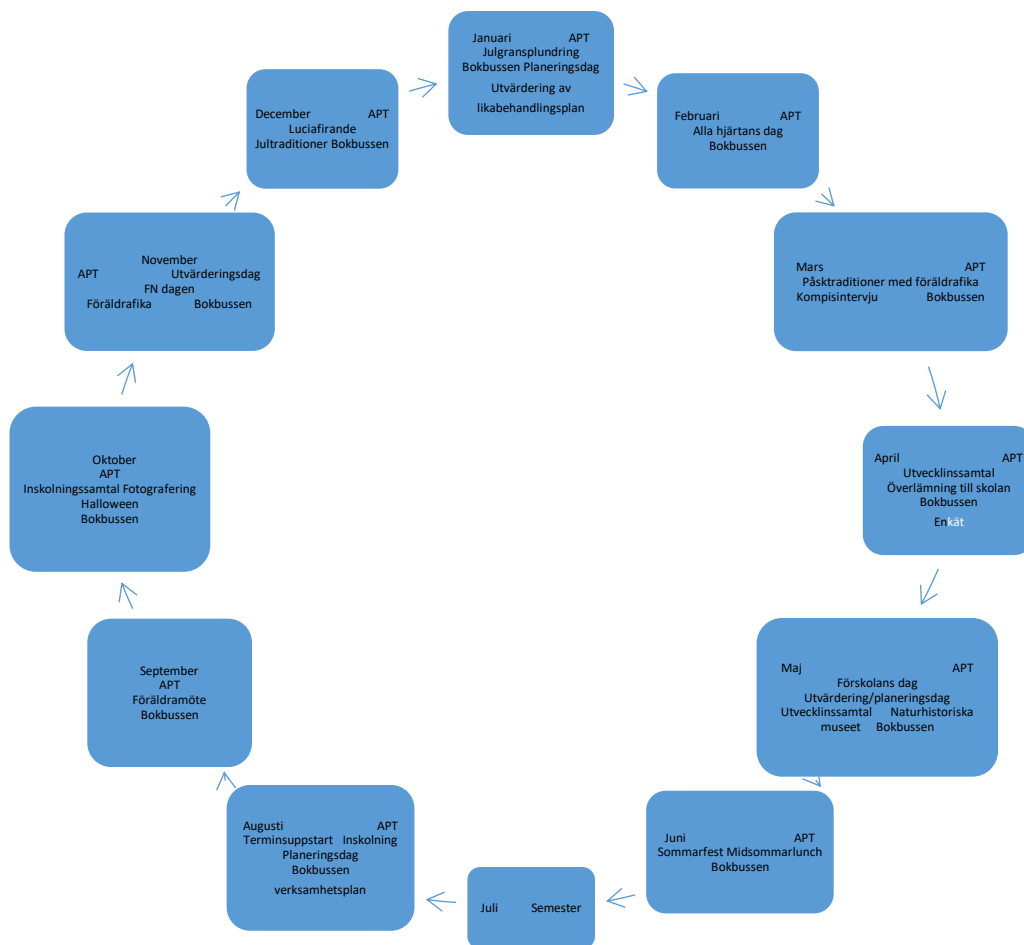 Januari APT
Julgransplundring
Bokbussen Planeringsdag
Utvärdering av
likabehandlingsplan
Februari APT
Alla hjärtans dag
Bokbussen
Mars APT
Påsktraditioner med föräldrafika
Kompisintervju Bokbussen
April APT
Utvecklinssamtal
Överlämning till skolan
Bokbussen
Enkät
Maj APT
Förskolans dag
Utvärdering/planeringsdag
Utvecklinssamtal Naturhistoriska
museet Bokbussen
Juni APT
Sommarfest Midsommarlunch
Bokbussen
Juli Semester
Augusti APT
Terminsuppstart Inskolning
Planeringsdag
Bokbussen
verksamhetsplan
September
APT
Föräldramöte
Bokbussen
Oktober
APT
Inskolningssamtal Fotografering
Halloween
Bokbussen
November
APT Utvärderingsdag
FN dagen
Föräldrafika Bokbussen
December APT
Luciafirande
Jultraditioner Bokbussen